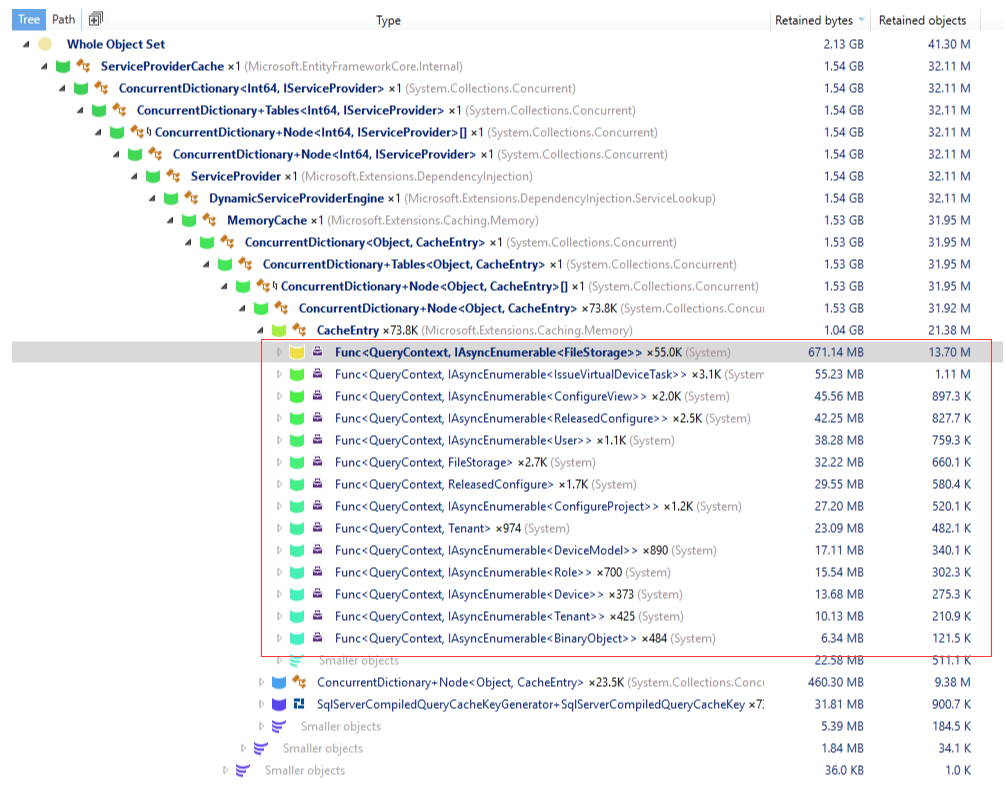 Tree Path Type Retained bytes Retained objects
Whole Object Set 2.13 GB 41.30 M
ServiceProviderCache ×1 (Microsoft.EntityFrameworkCore.Internal) 1.54 GB 32.11 M
ConcurrentDictionary<Int64, IServiceProvider> ×1 (System.Collections.Concurrent) 1.54 GB 32.11 M
ConcurrentDictionary+Tables<Int64, IServiceProvider> ×1 (System.Collections.Concurrent) 1.54 GB 32.11 M
ConcurrentDictionary+Node<Int64, IServiceProvider>[] ×1 (System.Collections.Concurrent) 1.54 GB 32.11 M
ConcurrentDictionary+Node<Int64, IServiceProvider> ×1 (System.Collections.Concurrent) 1.54 GB 32.11 M
ServiceProvider ×1 (Microsoft.Extensions.DependencyInjection) 1.54 GB 32.11 M
DynamicServiceProviderEngine ×1 (Microsoft.Extensions.DependencyInjection.ServiceLookup) 1.54 GB 32.11 M
MemoryCache ×1 (Microsoft.Extensions.Caching.Memory) 1.53 GB 31.95 M
ConcurrentDictionary<Object, CacheEntry> ×1 (System.Collections.Concurrent) 1.53 GB 31.95 M
ConcurrentDictionary+Tables<Object, CacheEntry> ×1 (System.Collections.Concurrent) 1.53 GB 31.95 M
ConcurrentDictionary+Node<Object, CacheEntry>[] ×1 (System.Collections.Concurrent) 1.53 GB 31.95 M
ConcurrentDictionary+Node<Object, CacheEntry> ×73.8K (System.Collections.Concu 1.53 GB 31.92 M
CacheEntry ×73.8K (Microsoft.Extensions.Caching.Memory) 1.04 GB 21.38 M
Func<QueryContext, IAsyncEnumerable<FileStorage>> ×55.0K (System) 671.14 MB 13.70 M
Func<QueryContext, IAsyncEnumerable<IssueVirtualDeviceTask>> ×3.1K (System 55.23 MB 1.11 M
Func<QueryContext, IAsyncEnumerable<ConfigureView>> ×2.0K (System) 45.56 MB 897.3 K
Func<QueryContext, IAsyncEnumerable<ReleasedConfigure>> ×2.5K (System) 42.25 MB 827.7 K
Func<QueryContext, IAsyncEnumerable<User>> ×1.1K (System) 38.28 MB 759.3 K
Func<QueryContext, FileStorage> ×2.7K (System) 32.22 MB 660.1 K
Func<QueryContext, ReleasedConfigure> ×1.7K (System) 29.55 MB 580.4 K
Func<QueryContext, IAsyncEnumerable<ConfigureProject>> ×1.2K (System) 27.20 MB 520.1 K
Func<QueryContext, Tenant> ×974 (System) 23.09 MB 482.1 K
Func<QueryContext, IAsyncEnumerable<DeviceModel>> ×890 (System) 17.11 MB 340.1 K
Func<QueryContext, IAsyncEnumerable<Role>> ×700 (System) 15.54 MB 302.3 K
Func<QueryContext, IAsyncEnumerable<Device>> ×373 (System) 13.68 MB 275.3 K
Func<QueryContext, IAsyncEnumerable<Tenant>> ×425 (System) 10.13 MB 210.9 K
Func<QueryContext, IAsyncEnumerable<BinaryObject>> ×484 (System) 6.34 MB 121.5 K
Smaller objects 22.58 MB 511.1 K
ConcurrentDictionary+Node<Object, CacheEntry> ×23.5K (System.Collections.Conc 460.30 MB 9.38 M
SqlServerCompiledQueryCacheKeyGenerator+SqlServerCompiledQueryCacheKey ×7 31.81 MB 900.7 K
Smaller objects 5.39 MB 184.5 K
Smaller objects 1.84 MB 34.1 K
Smaller objects 36.0 KB 1.0 K